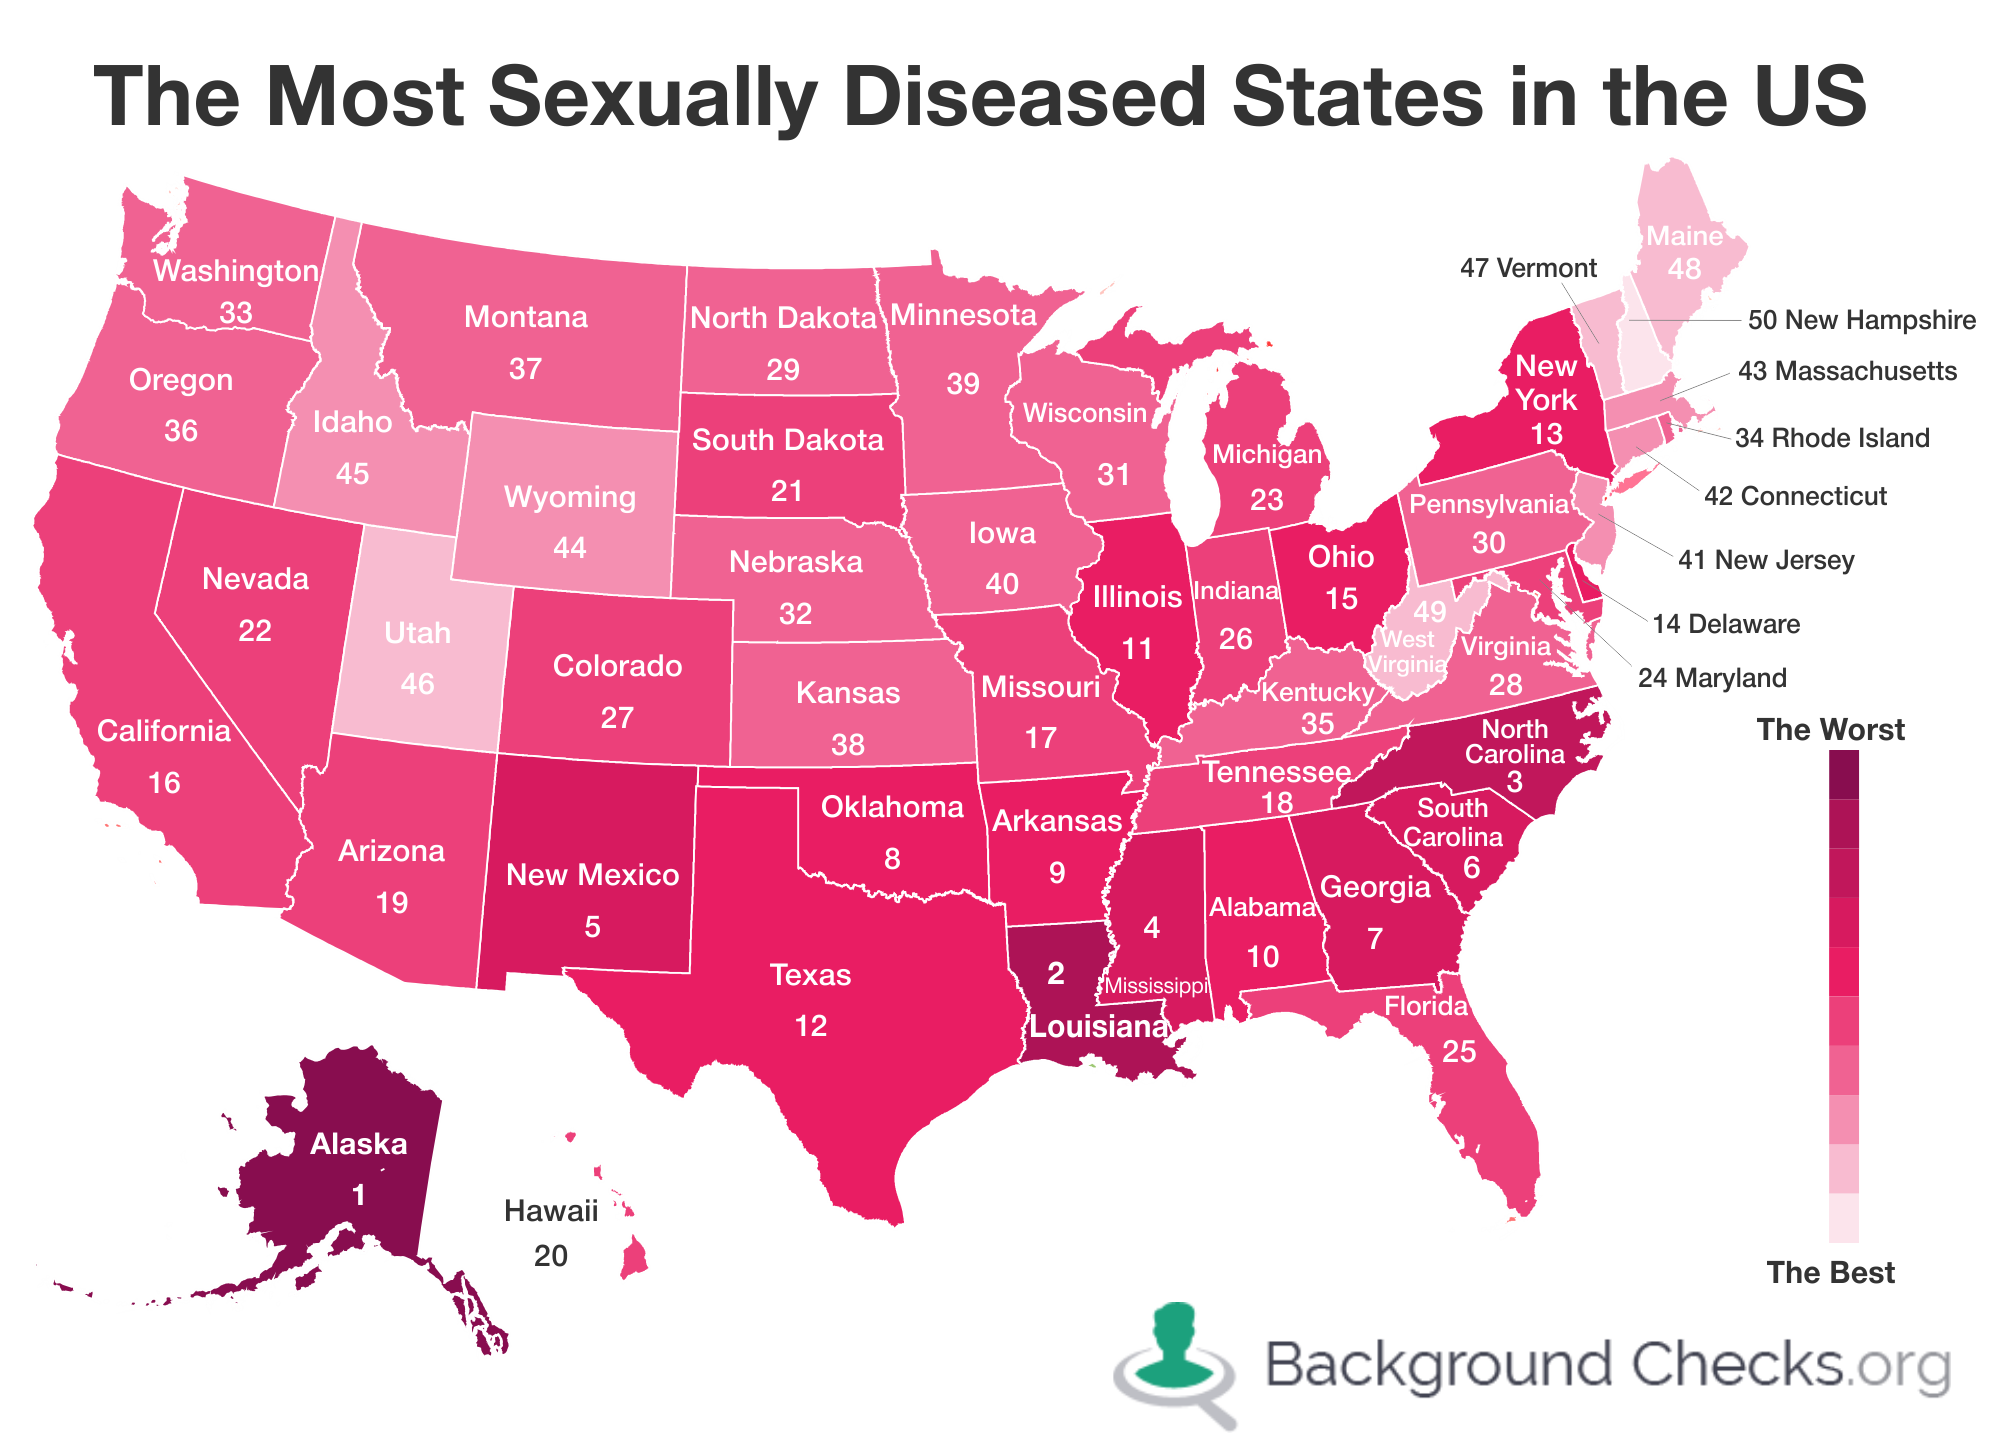 The Most Sexually Diseased States in the US
Maine
48
47 Vermont
50 New Hampshire
Washington
33
Montana
37
North Dakota
29
Minnesota
39
New
York
13
43 Massachusetts
Oregon
36
Idaho
45
Wisconsin
31
Michigan
23
34 Rhode Island
South Dakota
21
Wyoming
44
42 Connecticut
Pennsylvania
30
Iowa
40
41 New Jersey
Nevada
22
Nebraska
32
Illinois
11
Indiana
26
Ohio
15
49
West
Virginia
14 Delaware
Utah
46
Colorado
27
Kansas
38
Missouri
17
Kentucky
35
Virginia
28
24 Maryland
California
16
North
Carolina
3
Tennessee
18
South
Carolina
6
Arizona
19
New Mexico
5
Oklahoma
8
Arkansas
9
4
Mississippi
Alabama
10
Georgia
7
Texas
12
2
Louisiana
Florida
25
Alaska
1
Hawaii
20
The Worst
The Best
Background Checks.org